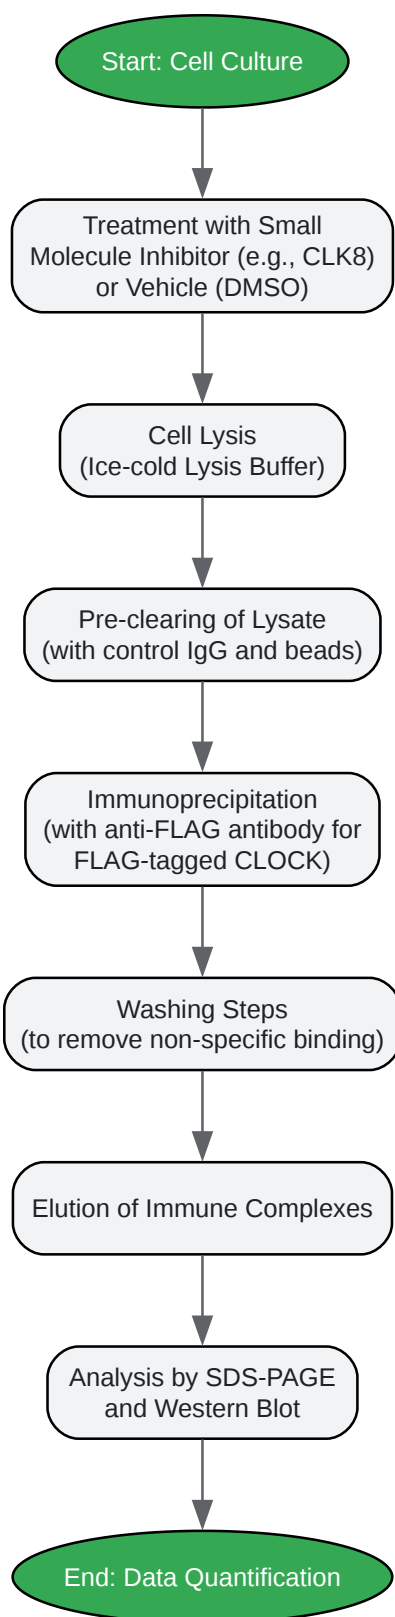 Start: Cell Culture
Treatment with Small
Molecule Inhibitor (e.g., CLK8)
or Vehicle (DMSO)
Cell Lysis
(Ice-cold Lysis Buffer)
Pre-clearing of Lysate
(with control IgG and beads)
Immunoprecipitation
(with anti-FLAG antibody for
FLAG-tagged CLOCK)
Washing Steps
(to remove non-specific binding)
Elution of Immune Complexes
Analysis by SDS-PAGE
and Western Blot
End: Data Quantification